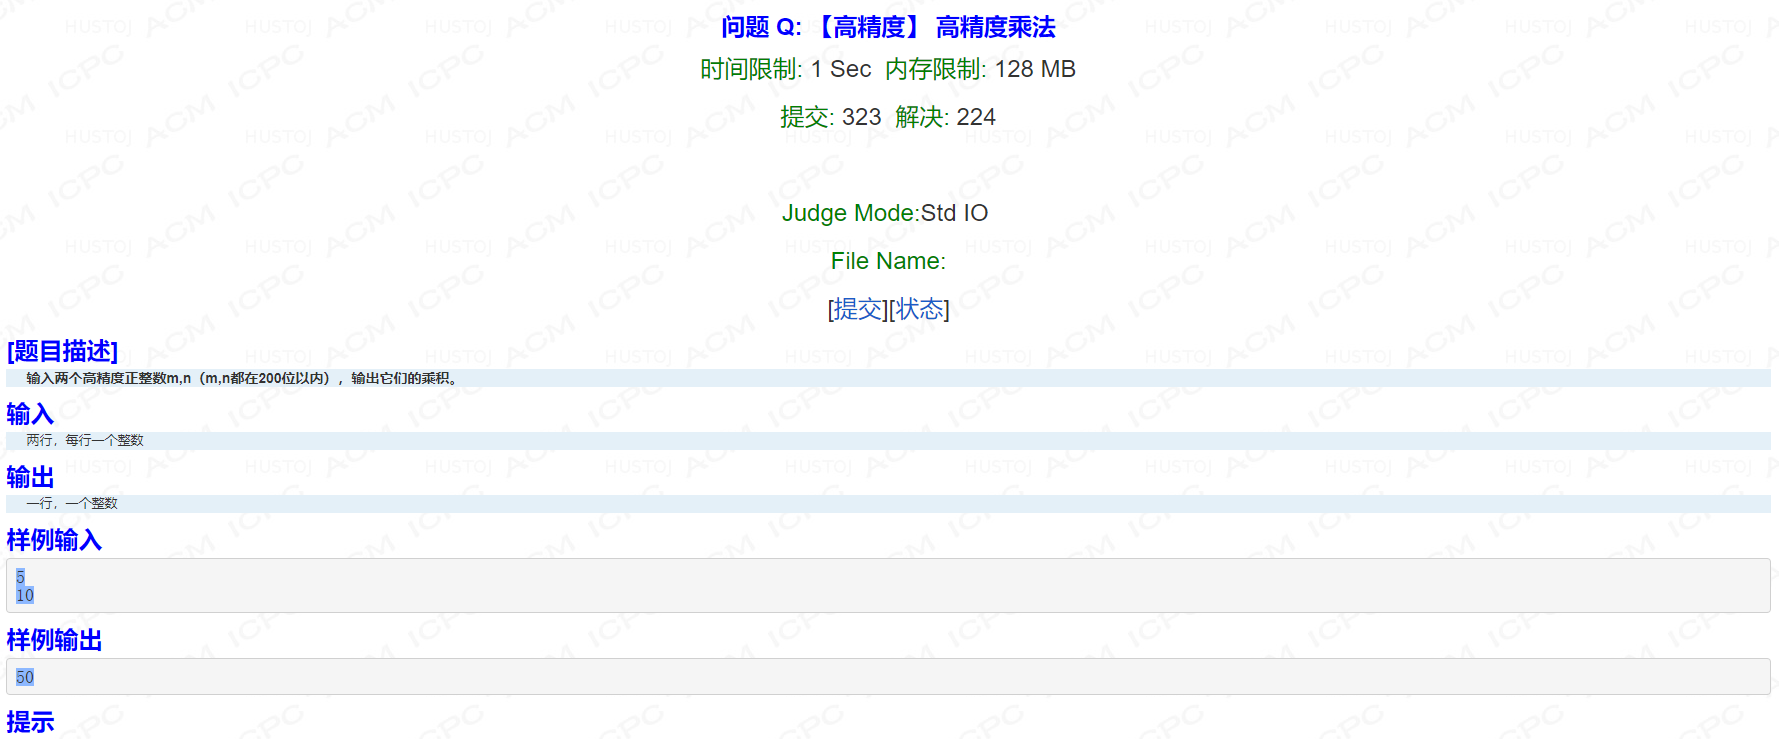 问题 Q: 【高精度】 高精度乘法
时间限制: 1 Sec 内存限制: 128 MB
提交: 323 解决: 224
Judge Mode:Std IO
File Name:
[提交][状态]
[题目描述]
输入两个高精度正整数m,n（m,n都在200位以内），输出它们的乘积。
输入
两行，每行一个整数
输出
一行，一个整数
样例输入
5
10
样例输出
50
提示